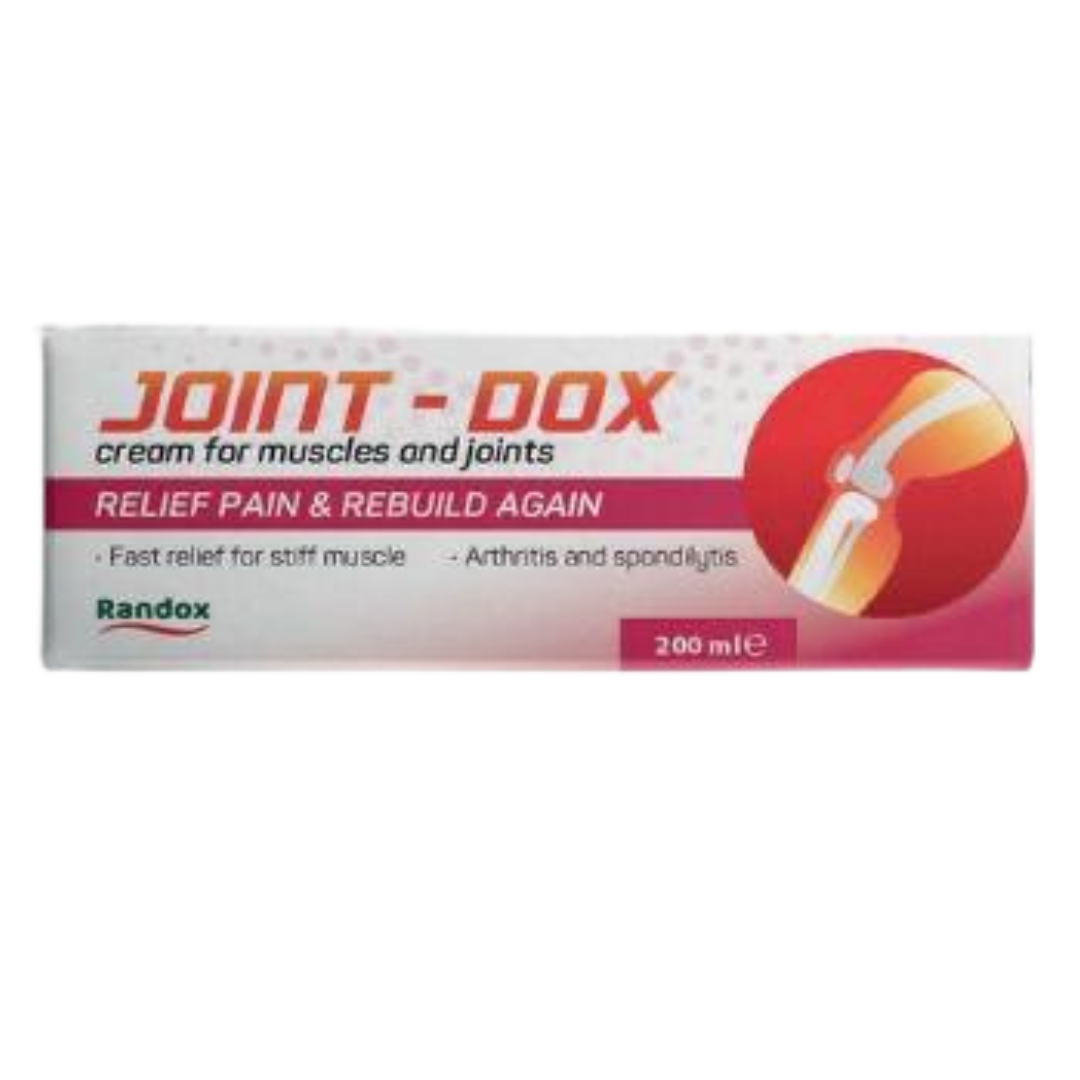 JOINT - DOX
cream for muscles and joints
RELIEF PAIN & REBUILD AGAIN
· Fast relief for stiff muscle - Arthritis and spondilytis
Randox
200 ml℮